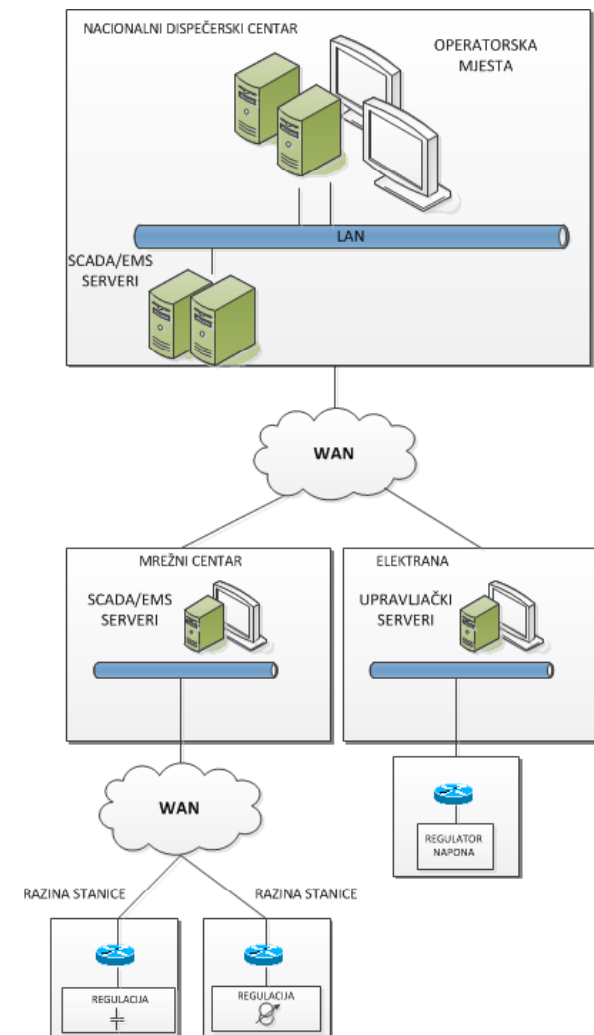 NACIONALNI DISPEČERSKI CENTAR
OPERATORSKA
MJESTA
LAN
SCADA/EMS
SERVERI
WAN
MREŽNI CENTAR
SCADA/EMS
SERVERI
ELEKTRANA
UPRAVLJAČKI
SERVERI
WAN
REGULATOR
NAPONA
RAZINA STANICE
RAZINA STANICE
REGULACIJA
REGULACIJA